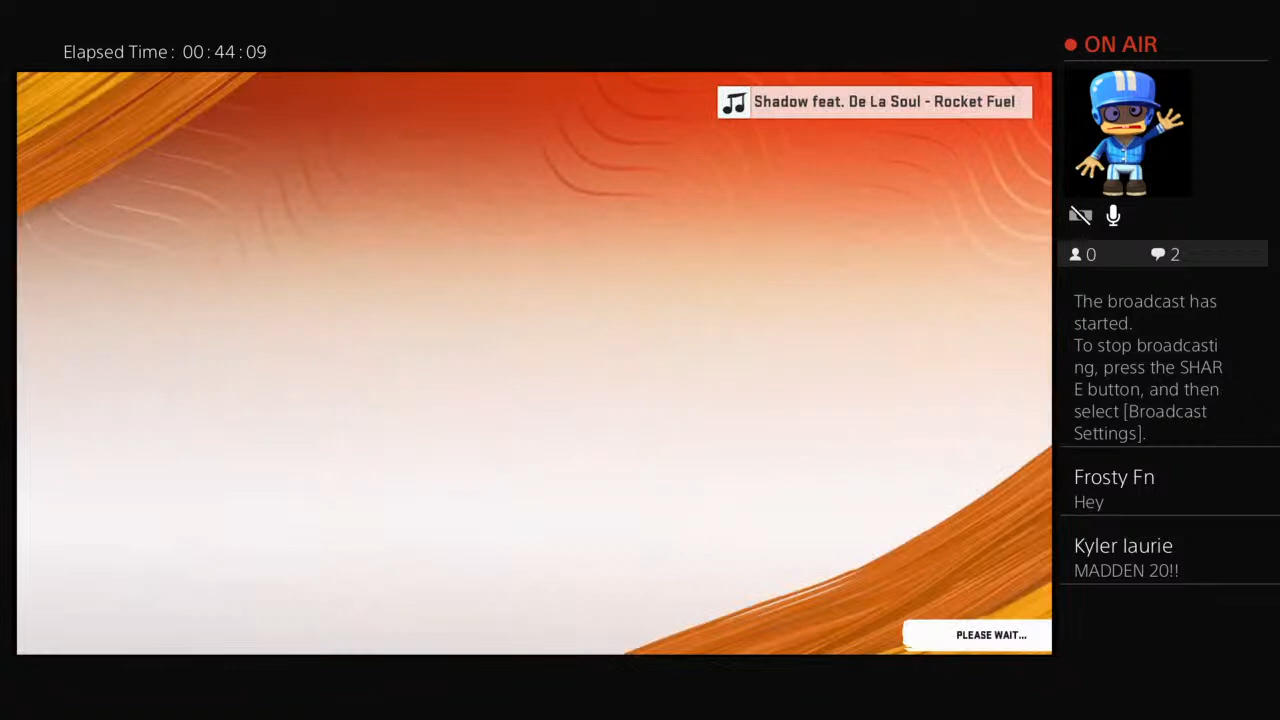 Elapsed Time: 00:44:09
ON AIR
Shadow feat. De La Soul - Rocket Fuel
0 2
The broadcast has
started.
To stop broadcasti
ng, press the SHAR
E button, and then
select [Broadcast
Settings].
Frosty Fn
Hey
Kyler laurie
MADDEN 20!!
PLEASE WAIT...